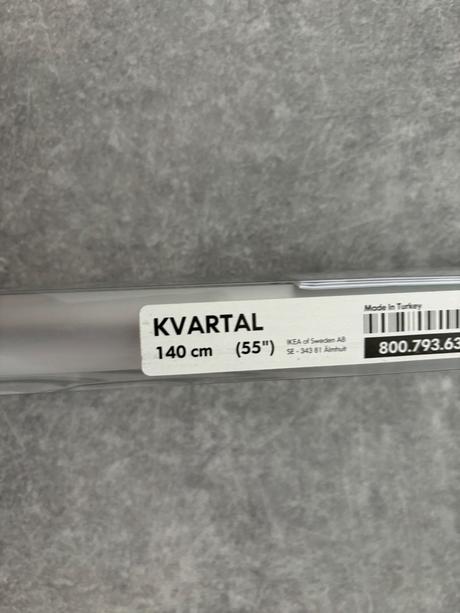 KVARTAL
140 cm (55")
IKEA of Sweden AB
SE - 343 81 Älmhult
Made in Turkey
800.793.63